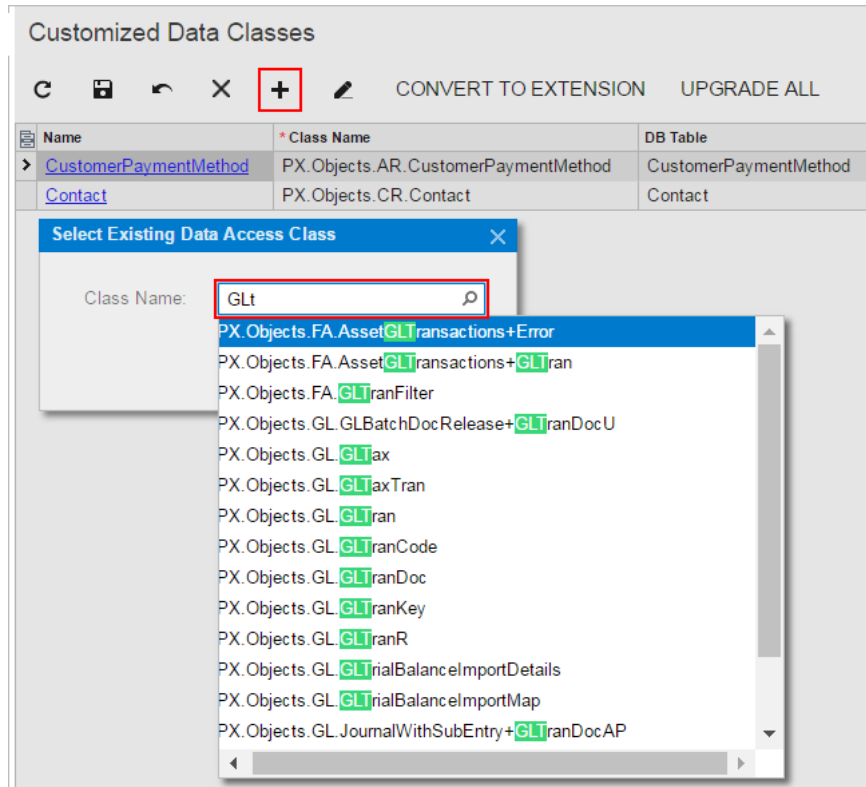 Customized Data Classes
CONVERT TO EXTENSION UPGRADE ALL
Name * Class Name DB Table
CustomerPaymentMethod PX.Objects.AR.CustomerPaymentMethod CustomerPaymentMethod
Contact PX.Objects.CR.Contact Contact
Select Existing Data Access Class
Class Name: GLt
PX.Objects.FA.AssetGLTransactions+Error
PX.Objects.FA.AssetGLTransactions+GLTran
PX.Objects.FA.GLTranFilter
PX.Objects.GL.GLBatchDocRelease+GLTranDocU
PX.Objects.GL.GLTax
PX.Objects.GL.GLTaxTran
PX.Objects.GL.GLTran
PX.Objects.GL.GLTranCode
PX.Objects.GL.GLTranDoc
PX.Objects.GL.GLTranKey
PX.Objects.GL.GLTranR
PX.Objects.GL.GLTrialBalanceImportDetails
PX.Objects.GL.GLTrialBalanceImportMap
PX.Objects.GL.JournalWithSubEntry+GLTranDocAP